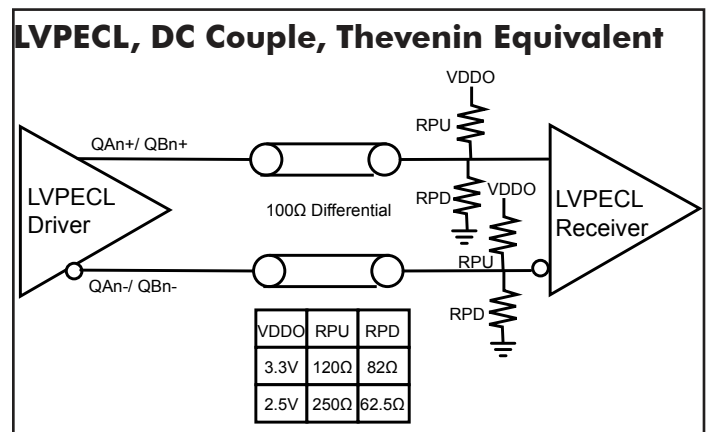 LVPECL, DC Couple, Thevenin Equivalent
VDDO
RPU
QAn+/ QBn+
RPD
VDDO
LVPECL
Driver
100Ω Differential
LVPECL
Receiver
RPU
QAn-/ QBn-
RPD
VDDO RPU RPD
3.3V 120Ω 82Ω
2.5V 250Ω 62.5Ω